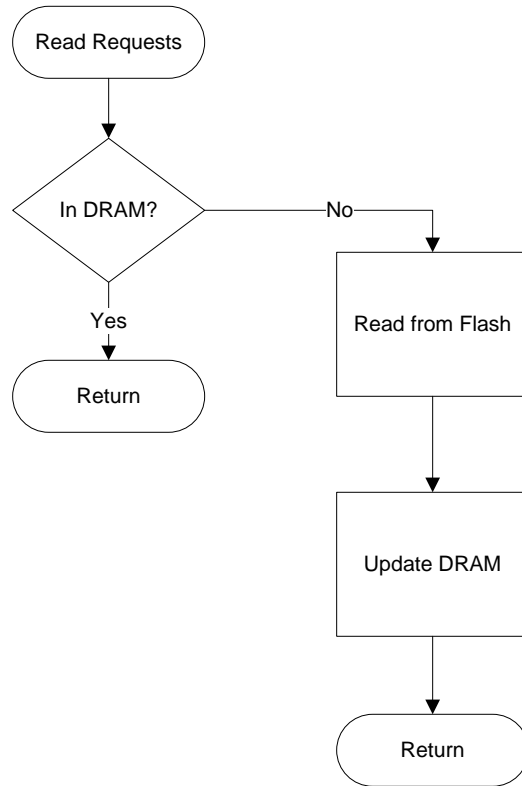 Read Requests
In DRAM?
No
Read from Flash
Yes
Return
Update DRAM
Return